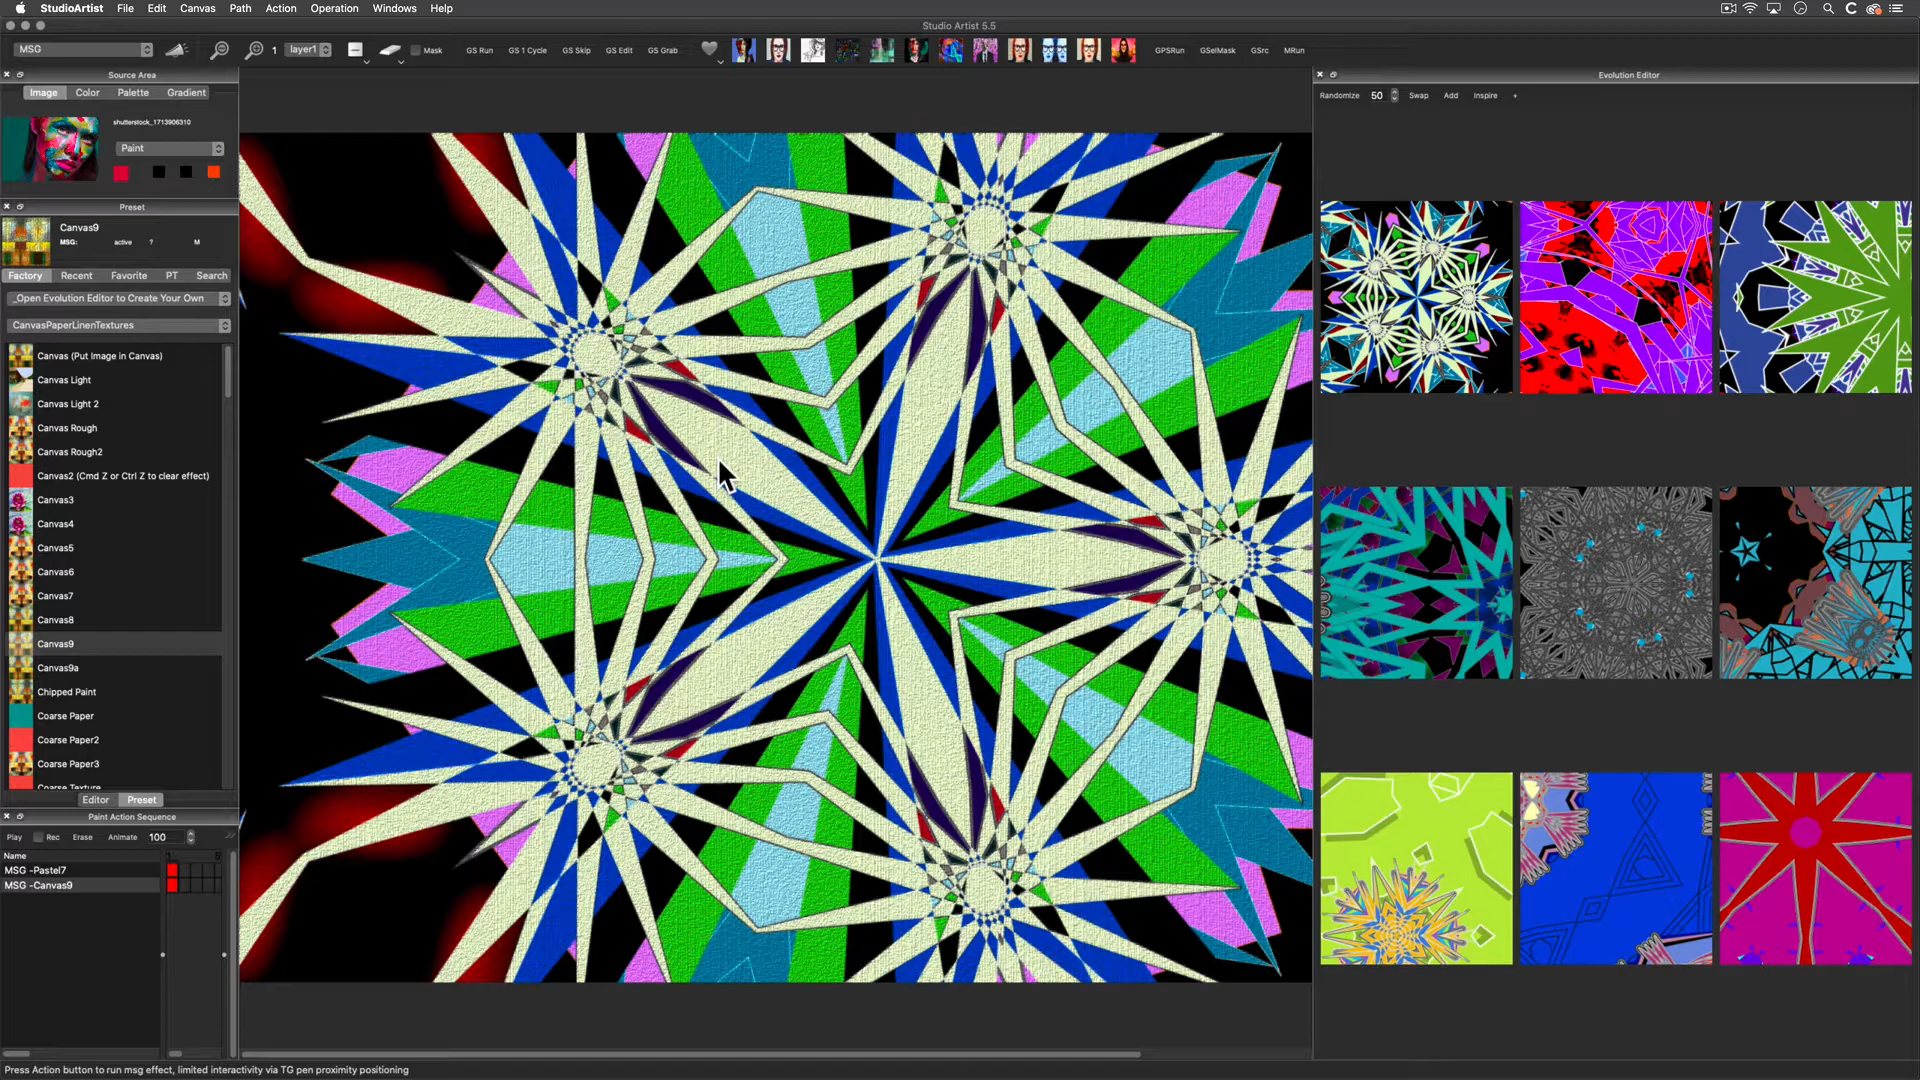 StudioArtist File Edit Canvas Path Action Operation Windows Help
Studio Artist 5.5
MSG 1 layer1 Mask GS Run GS 1 Cycle GS Skip GS Edit GS Grab GPSRun GSelMask GSrc MRun
Source Area
Image Color Palette Gradient
shutterstock_1713906310
Paint
Preset
Canvas9
MSG: active ? M
Factory Recent Favorite PT Search
_Open Evolution Editor to Create Your Own
CanvasPaperLinenTextures
Canvas (Put Image in Canvas)
Canvas Light
Canvas Light 2
Canvas Rough
Canvas Rough2
Canvas2 (Cmd Z or Ctrl Z to clear effect)
Canvas3
Canvas4
Canvas5
Canvas6
Canvas7
Canvas8
Canvas9
Canvas9a
Chipped Paint
Coarse Paper
Coarse Paper2
Coarse Paper3
Coarse Texture
Editor Preset
Paint Action Sequence
Play Rec Erase Animate 100
Name
MSG -Pastel7
MSG -Canvas9
Press Action button to run msg effect, limited interactivity via TG pen proximity positioning
Evolution Editor
Randomize 50 Swap Add Inspire +